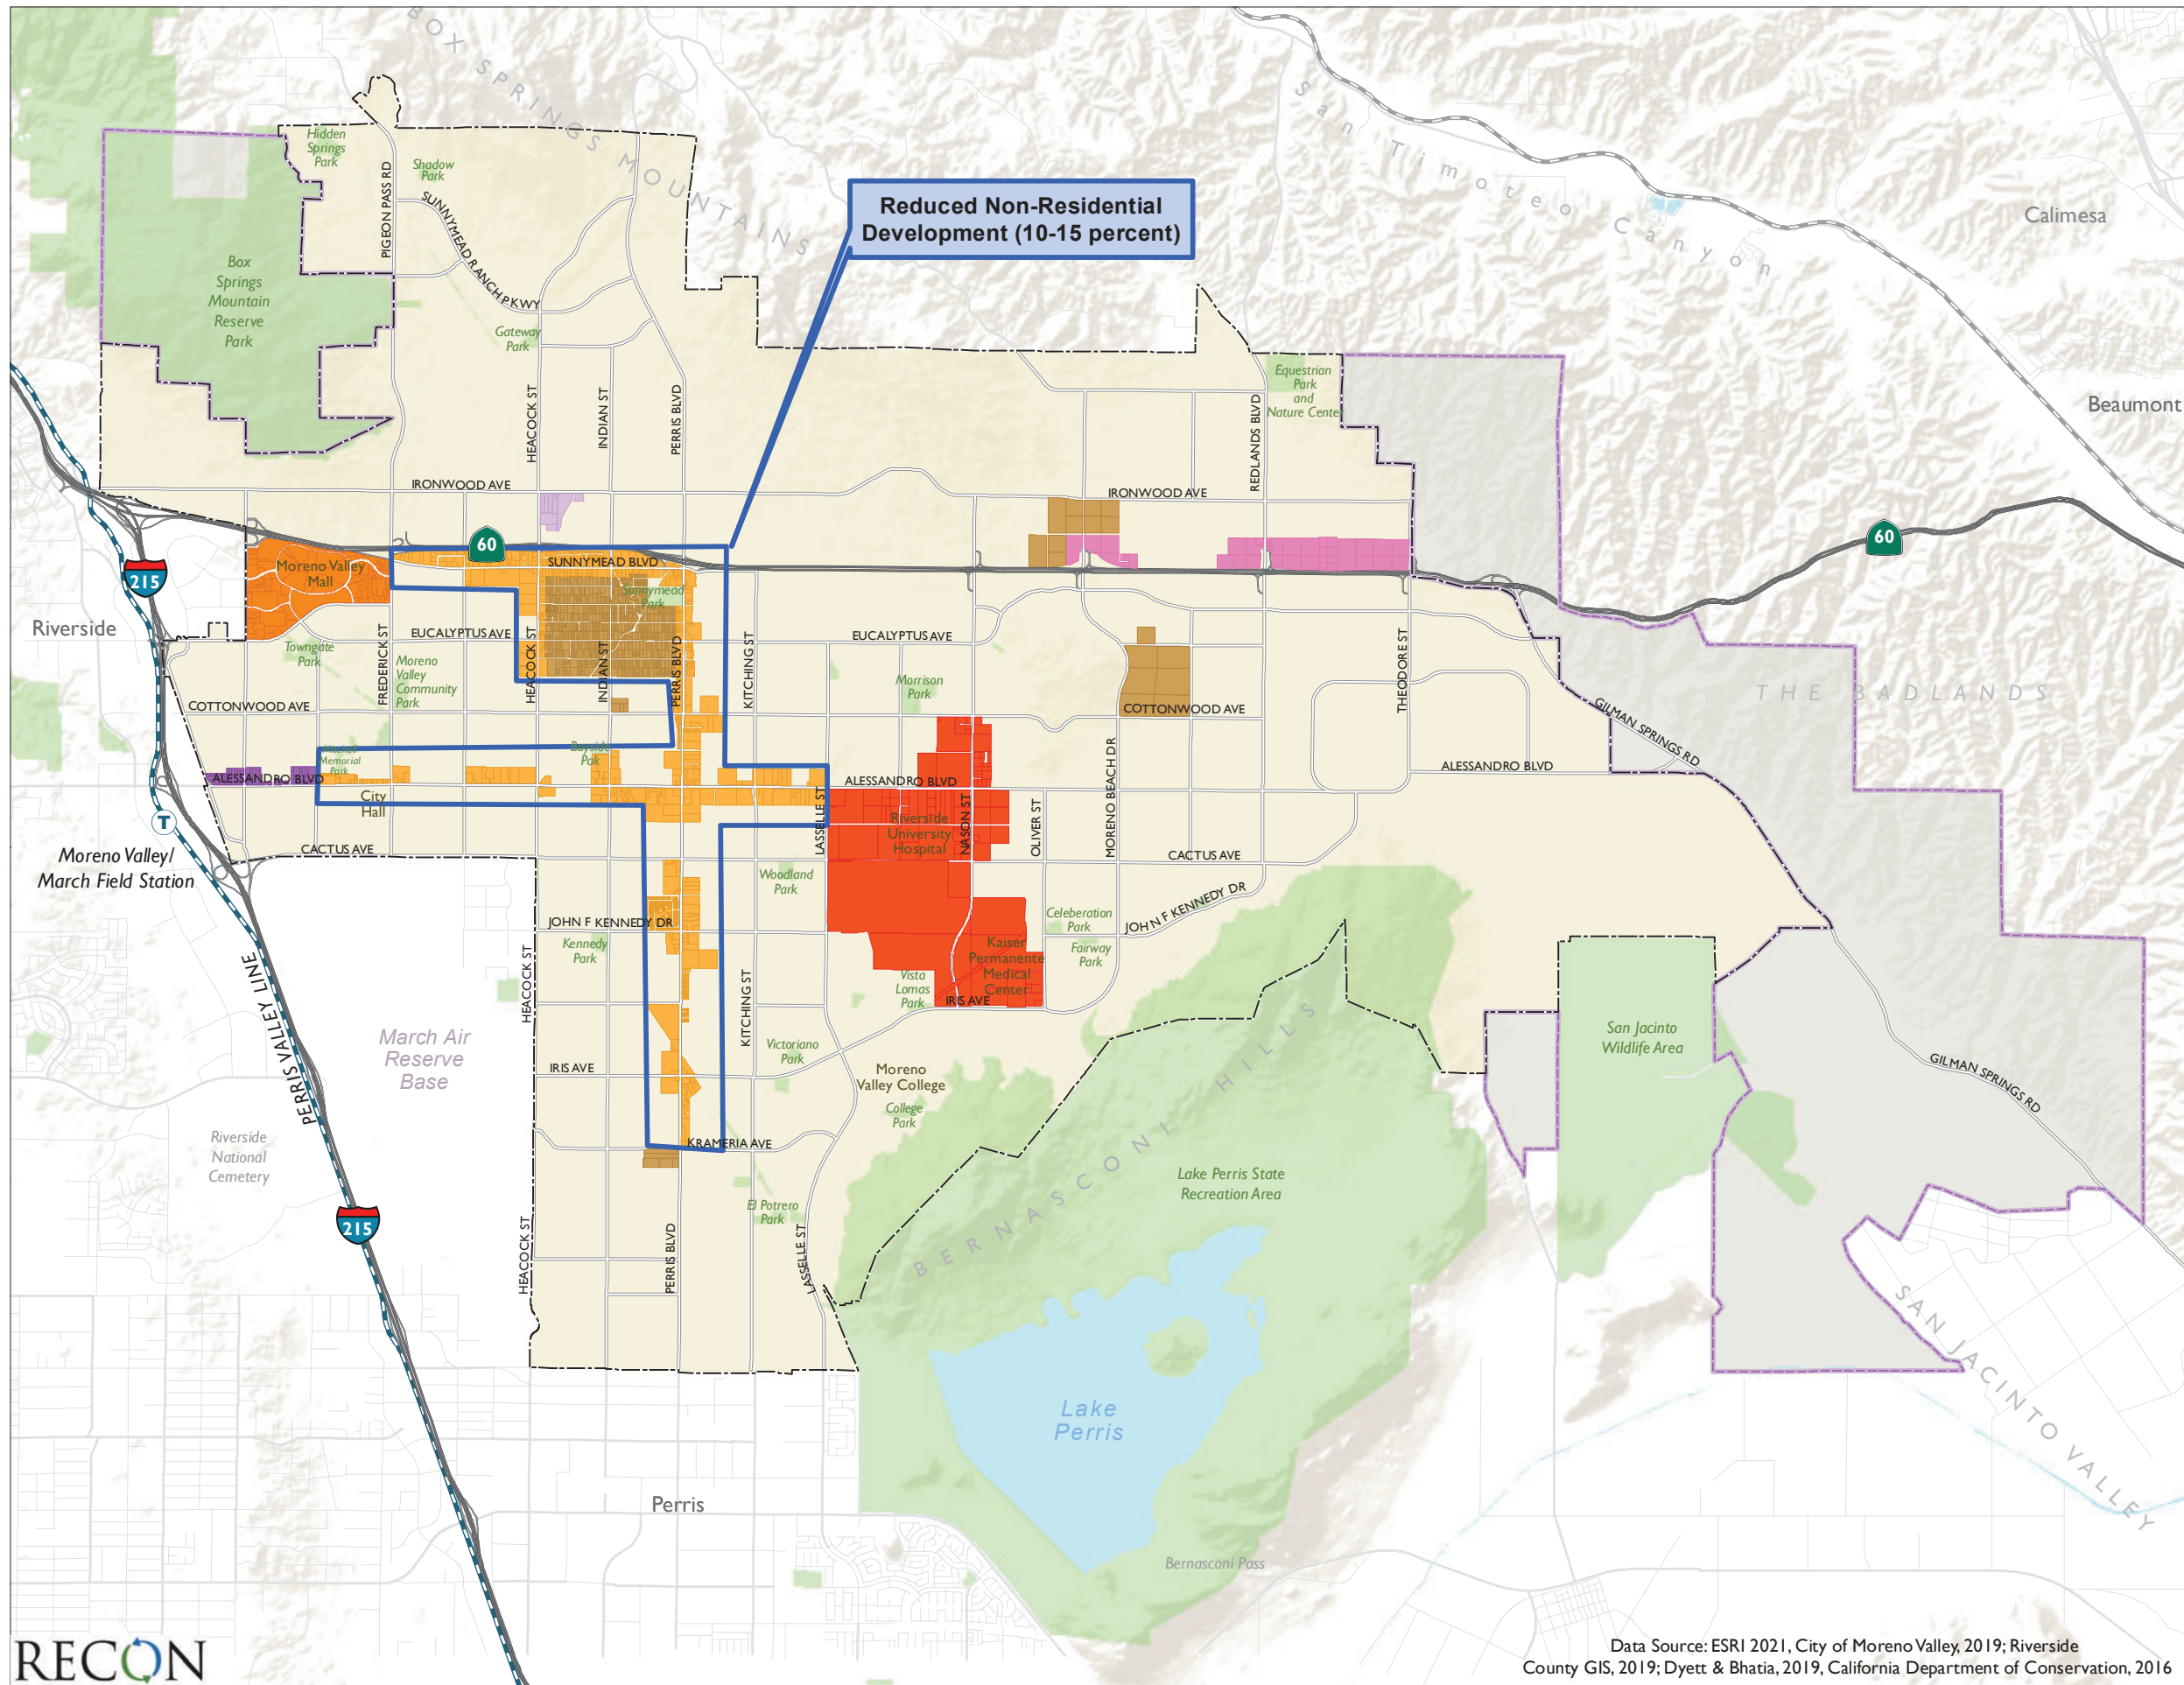 BOX SPRINGS MOUNTAINS
San Timoteo Canyon
Calimesa
Beaumont
Hidden
Springs
Park
Shadow
Park
PIGEON PASS RD
SUNNYMEAD RANCH PKWY
Reduced Non-Residential
Development (10-15 percent)
Box
Springs
Mountain
Reserve
Park
Gateway
Park
HEACOCK ST
INDIAN ST
PERRIS BLVD
REDLANDS BLVD
Equestrian
Park
and
Nature Center
IRONWOOD AVE
IRONWOOD AVE
60
60
SUNNYMEAD BLVD
Moreno Valley
Mall
215
Sunnymead
Park
Riverside
EUCALYPTUS AVE
EUCALYPTUS AVE
Towngate
Park
FREDERICK ST
Moreno
Valley
Community
Park
HEACOCK ST
INDIAN ST
PERRIS BLVD
KITCHING ST
Morrison
Park
THEODORE ST
THE BADLANDS
COTTONWOOD AVE
COTTONWOOD AVE
GILMAN SPRINGS RD
Mitchell
Memorial
Park
Bayside
Pak
ALESSANDRO BLVD
ALESSANDRO BLVD
ALESSANDRO BLVD
City
Hall
LASSELLE ST
Riverside
University
Hospital
NASON ST
OLIVER ST
MORENO BEACH DR
T
Moreno Valley/
March Field Station
CACTUS AVE
CACTUS AVE
Woodland
Park
JOHN F KENNEDY DR
JOHN F KENNEDY DR
Kennedy
Park
Celeberation
Park
Fairway
Park
Kaiser
Permanente
Medical
Center
Vista
Lomas
Park
IRIS AVE
PERRIS VALLEY LINE
HEACOCK ST
KITCHING ST
March Air
Reserve
Base
Victoriano
Park
IRIS AVE
Moreno
Valley College
College
Park
San Jacinto
Wildlife Area
GILMAN SPRINGS RD
BERNASCONI HILLS
Riverside
National
Cemetery
KRAMERIA AVE
Lake Perris State
Recreation Area
El Potrero
Park
215
HEACOCK ST
PERRIS BLVD
LASSELLE ST
SAN JACINTO VALLEY
Lake
Perris
Perris
Bernasconi Pass
RECON
Data Source: ESRI 2021, City of Moreno Valley, 2019; Riverside
County GIS, 2019; Dyett & Bhatia, 2019, California Department of Conservation, 2016